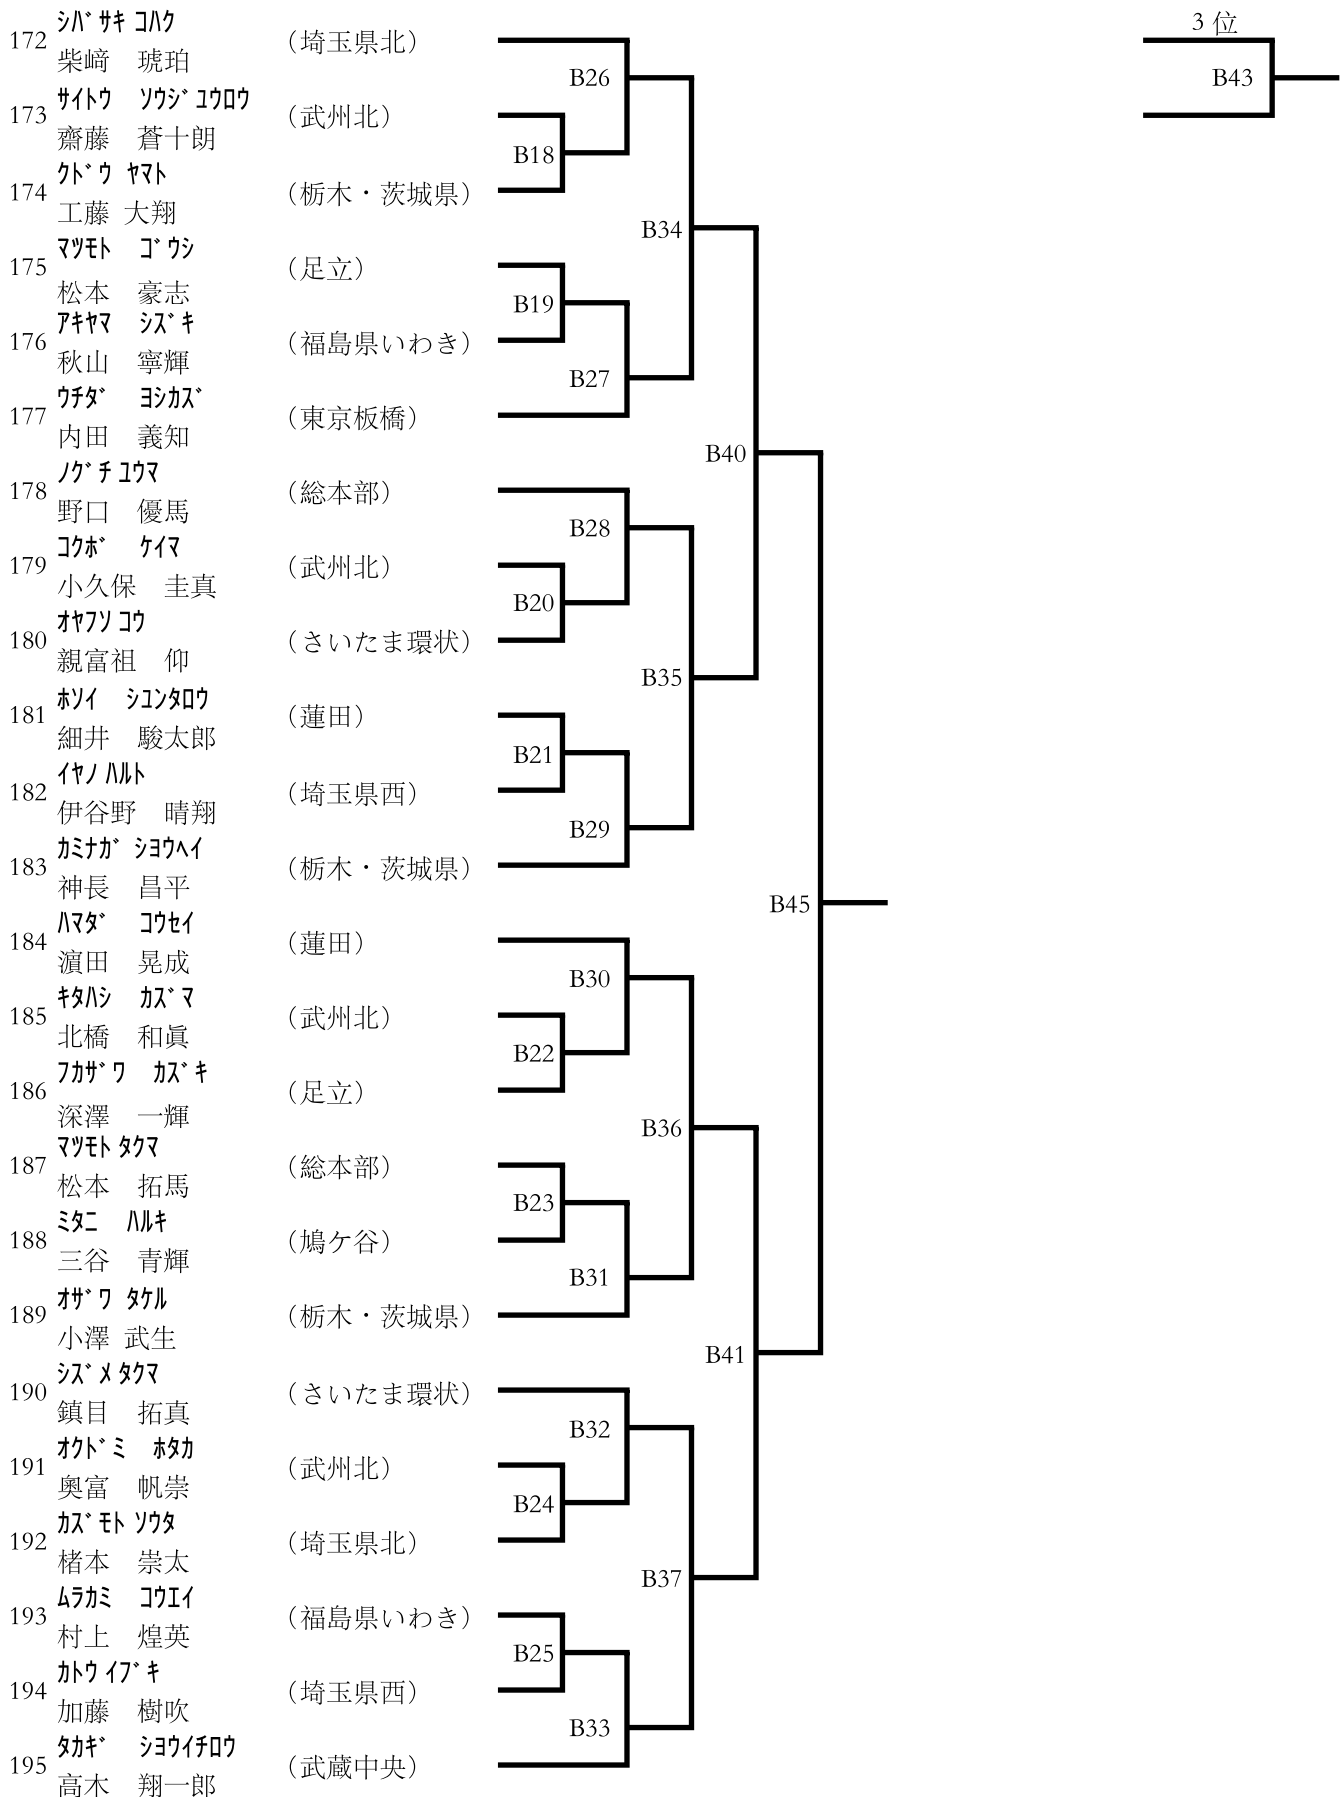 172 ｼﾊﾞｻｷ ｺﾊｸ
柴﨑　琥珀 （埼玉県北）
173 ｻｲﾄｳ　ｿｳｼﾞﾕｳﾛｳ
齋藤　蒼十朗 （武州北）
174 ｸﾄﾞｳ ﾔﾏﾄ
工藤 大翔 （栃木・茨城県）
175 ﾏﾂﾓﾄ　ｺﾞｳｼ
松本　豪志 （足立）
176 ｱｷﾔﾏ　ｼｽﾞｷ
秋山　寧輝 （福島県いわき）
177 ｳﾁﾀﾞ　ﾖｼｶｽﾞ
内田　義知 （東京板橋）
178 ﾉｸﾞﾁ ﾕｳﾏ
野口　優馬 （総本部）
179 ｺｸﾎﾞ　ｹｲﾏ
小久保　圭真 （武州北）
180 ｵﾔﾌｿ ｺｳ
親富祖　仰 （さいたま環状）
181 ﾎｿｲ　ｼﾕﾝﾀﾛｳ
細井　駿太郎 （蓮田）
182 ｲﾔﾉ ﾊﾙﾄ
伊谷野　晴翔 （埼玉県西）
183 ｶﾐﾅｶﾞ ｼﾖｳﾍｲ
神長　昌平 （栃木・茨城県）
184 ﾊﾏﾀﾞ　ｺｳｾｲ
濵田　晃成 （蓮田）
185 ｷﾀﾊｼ　ｶｽﾞﾏ
北橋　和眞 （武州北）
186 ﾌｶｻﾞﾜ　ｶｽﾞｷ
深澤　一輝 （足立）
187 ﾏﾂﾓﾄ ﾀｸﾏ
松本　拓馬 （総本部）
188 ﾐﾀﾆ　ﾊﾙｷ
三谷　青輝 （鳩ケ谷）
189 ｵｻﾞﾜ ﾀｹﾙ
小澤 武生 （栃木・茨城県）
190 ｼｽﾞﾒ ﾀｸﾏ
鎮目　拓真 （さいたま環状）
191 ｵｸﾄﾞﾐ　ﾎﾀｶ
奥富　帆崇 （武州北）
192 ｶｽﾞﾓﾄ ｿｳﾀ
楮本　崇太 （埼玉県北）
193 ﾑﾗｶﾐ　ｺｳｴｲ
村上　煌英 （福島県いわき）
194 ｶﾄｳ ｲﾌﾞｷ
加藤　樹吹 （埼玉県西）
195 ﾀｶｷﾞ　ｼﾖｳｲﾁﾛｳ
高木　翔一郎 （武蔵中央）
B18
B19
B20
B21
B22
B23
B24
B25
B26
B27
B28
B29
B30
B31
B32
B33
B34
B35
B36
B37
B40
B41
B45
3 位
B43